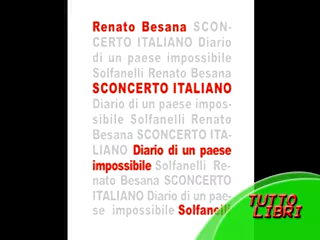 Renato Besana SCON-
CERTO ITALIANO Diario
di un paese impossibile
Solfanelli Renato Besana
SCONCERTO ITALIANO
Diario di un paese impos-
sibile Solfanelli Renato
Besana SCONCERTO ITA-
LIANO Diario di un paese
impossibile Solfanelli Re-
nato Besana SCONCERTO
ITALIANO Diario di un pae-
se impossibile Solfanelli
TUTTO
LIBRI